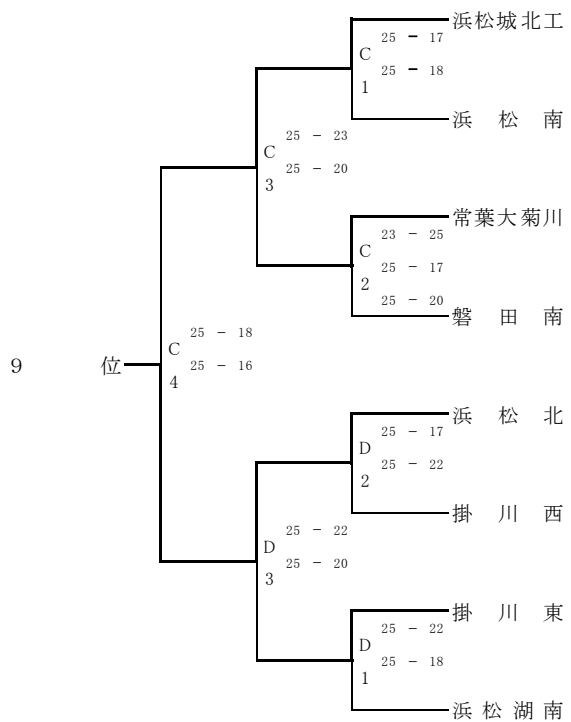 浜松城北工
25 － 17
C
25 － 18
1
浜松南
25 － 23
C
25 － 20
3
常葉大菊川
23 － 25
C
25 － 17
2
25 － 20
磐田南
25 － 18
C
9位
25 － 16
4
浜松北
25 － 17
D
25 － 22
2
掛川西
25 － 22
D
25 － 20
3
掛川東
25 － 22
D
25 － 18
1
浜松湖南